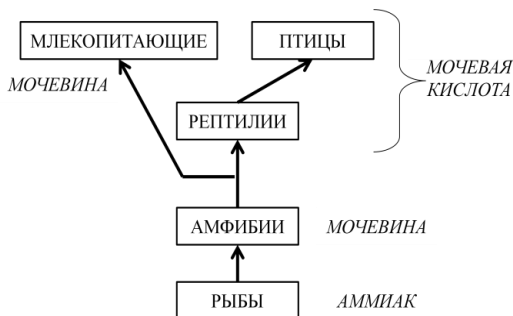 МЛЕКОПИТАЮЩИЕ
ПТИЦЫ
МОЧЕВИНА
МОЧЕВАЯ
КИСЛОТА
РЕПТИЛИИ
АМФИБИИ
МОЧЕВИНА
РЫБЫ
АММИАК